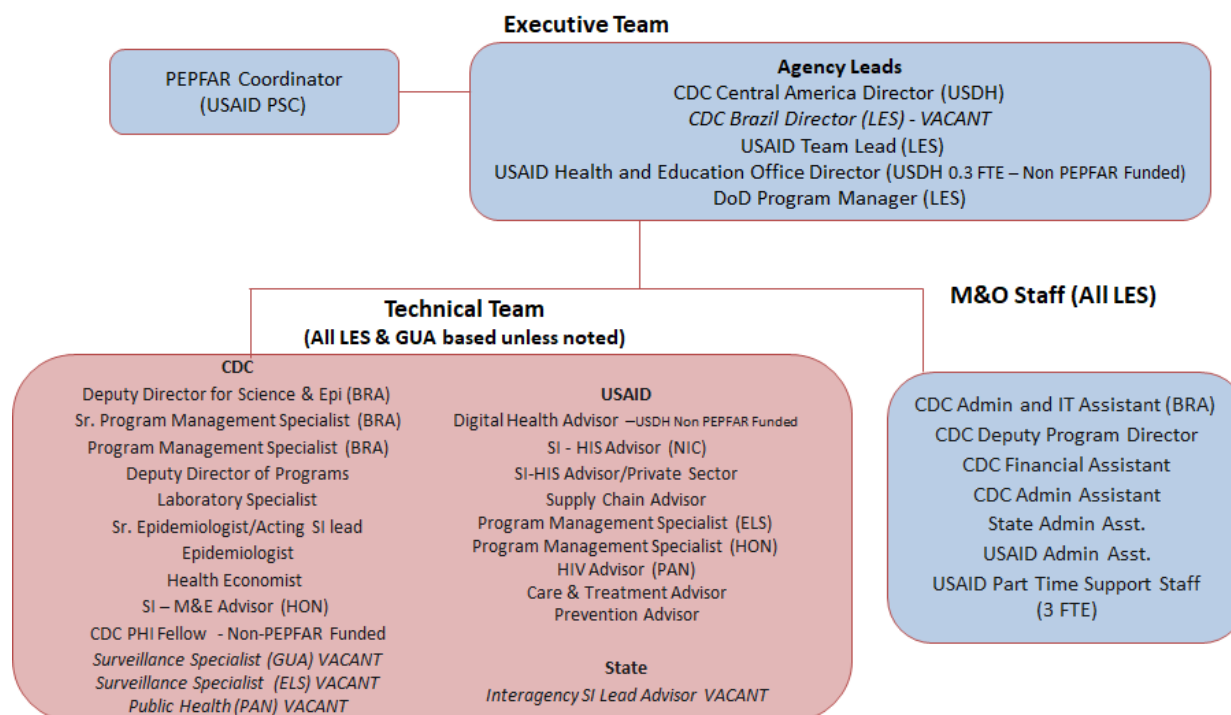 Executive Team
PEPFAR Coordinator
(USAID PSC)
Agency Leads
CDC Central America Director (USDH)
CDC Brazil Director (LES) - VACANT
USAID Team Lead (LES)
USAID Health and Education Office Director (USDH 0.3 FTE – Non PEPFAR Funded)
DoD Program Manager (LES)
Technical Team
(All LES & GUA based unless noted)
CDC
Deputy Director for Science & Epi (BRA)
Sr. Program Management Specialist (BRA)
Program Management Specialist (BRA)
Deputy Director of Programs
Laboratory Specialist
Sr. Epidemiologist/Acting SI lead
Epidemiologist
Health Economist
SI – M&E Advisor (HON)
CDC PHI Fellow - Non-PEPFAR Funded
Surveillance Specialist (GUA) VACANT
Surveillance Specialist (ELS) VACANT
Public Health (PAN) VACANT
USAID
Digital Health Advisor –USDH Non PEPFAR Funded
SI - HIS Advisor (NIC)
SI-HIS Advisor/Private Sector
Supply Chain Advisor
Program Management Specialist (ELS)
Program Management Specialist (HON)
HIV Advisor (PAN)
Care & Treatment Advisor
Prevention Advisor
State
Interagency SI Lead Advisor VACANT
M&O Staff (All LES)
CDC Admin and IT Assistant (BRA)
CDC Deputy Program Director
CDC Financial Assistant
CDC Admin Assistant
State Admin Asst.
USAID Admin Asst.
USAID Part Time Support Staff
(3 FTE)